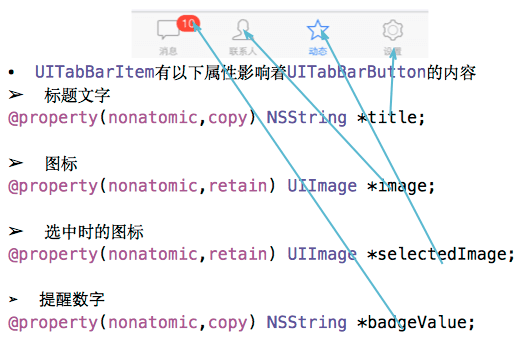 10
消息 联系人 动态 设置
• UITabBarItem有以下属性影响着UITabBarButton的内容
➢ 标题文字
@property(nonatomic,copy) NSString *title;
➢ 图标
@property(nonatomic,retain) UIImage *image;
➢ 选中时的图标
@property(nonatomic,retain) UIImage *selectedImage;
➢ 提醒数字
@property(nonatomic,copy) NSString *badgeValue;